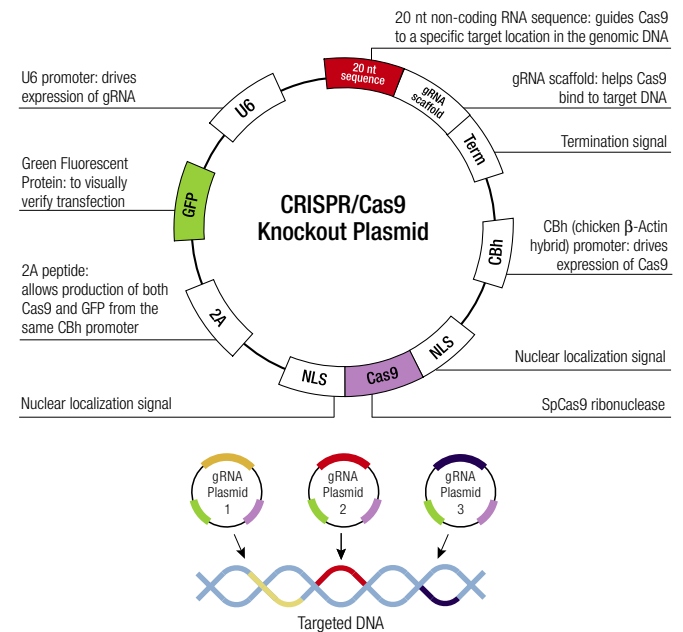 20 nt non-coding RNA sequence: guides Cas9
to a specific target location in the genomic DNA
U6 promoter: drives
expression of gRNA
gRNA scaffold: helps Cas9
bind to target DNA
Termination signal
Green Fluorescent
Protein: to visually
verify transfection
CBh (chicken β-Actin
hybrid) promoter: drives
expression of Cas9
2A peptide:
allows production of both
Cas9 and GFP from the
same CBh promoter
Nuclear localization signal
Nuclear localization signal
SpCas9 ribonuclease
20 nt
sequence
gRNA
scaffold
Term
CBh
NLS
Cas9
NLS
2A
GFP
U6
CRISPR/Cas9
Knockout Plasmid
gRNA
Plasmid
1
gRNA
Plasmid
2
gRNA
Plasmid
3
Targeted DNA